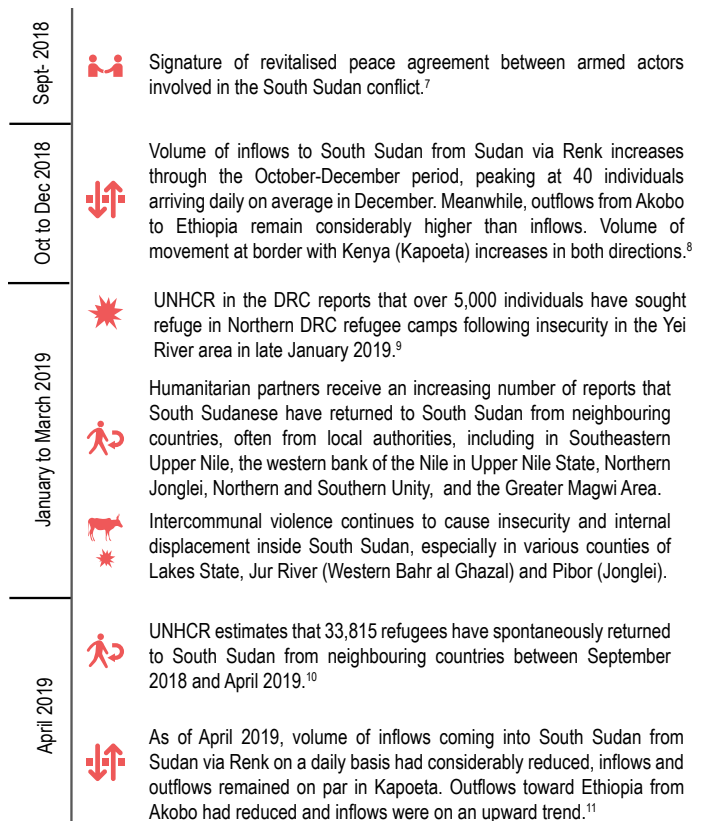 Sept- 2018
Signature of revitalised peace agreement between armed actors
involved in the South Sudan conflict.7
Oct to Dec 2018
Volume of inflows to South Sudan from Sudan via Renk increases
through the October-December period, peaking at 40 individuals
arriving daily on average in December. Meanwhile, outflows from Akobo
to Ethiopia remain considerably higher than inflows. Volume of
movement at border with Kenya (Kapoeta) increases in both directions.8
January to March 2019
UNHCR in the DRC reports that over 5,000 individuals have sought
refuge in Northern DRC refugee camps following insecurity in the Yei
River area in late January 2019.9
Humanitarian partners receive an increasing number of reports that
South Sudanese have returned to South Sudan from neighbouring
countries, often from local authorities, including in Southeastern
Upper Nile, the western bank of the Nile in Upper Nile State, Northern
Jonglei, Northern and Southern Unity, and the Greater Magwi Area.
Intercommunal violence continues to cause insecurity and internal
displacement inside South Sudan, especially in various counties of
Lakes State, Jur River (Western Bahr al Ghazal) and Pibor (Jonglei).
April 2019
UNHCR estimates that 33,815 refugees have spontaneously returned
to South Sudan from neighbouring countries between September
2018 and April 2019.10
As of April 2019, volume of inflows coming into South Sudan from
Sudan via Renk on a daily basis had considerably reduced, inflows and
outflows remained on par in Kapoeta. Outflows toward Ethiopia from
Akobo had reduced and inflows were on an upward trend.11